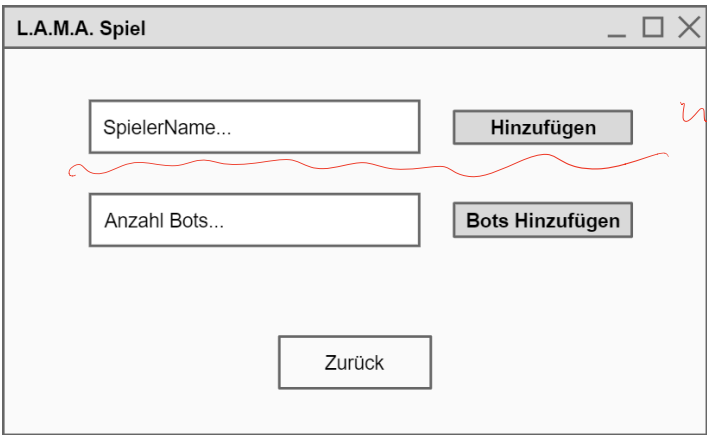 L.A.M.A. Spiel
SpielerName... Hinzufügen
Anzahl Bots... Bots Hinzufügen
Zurück